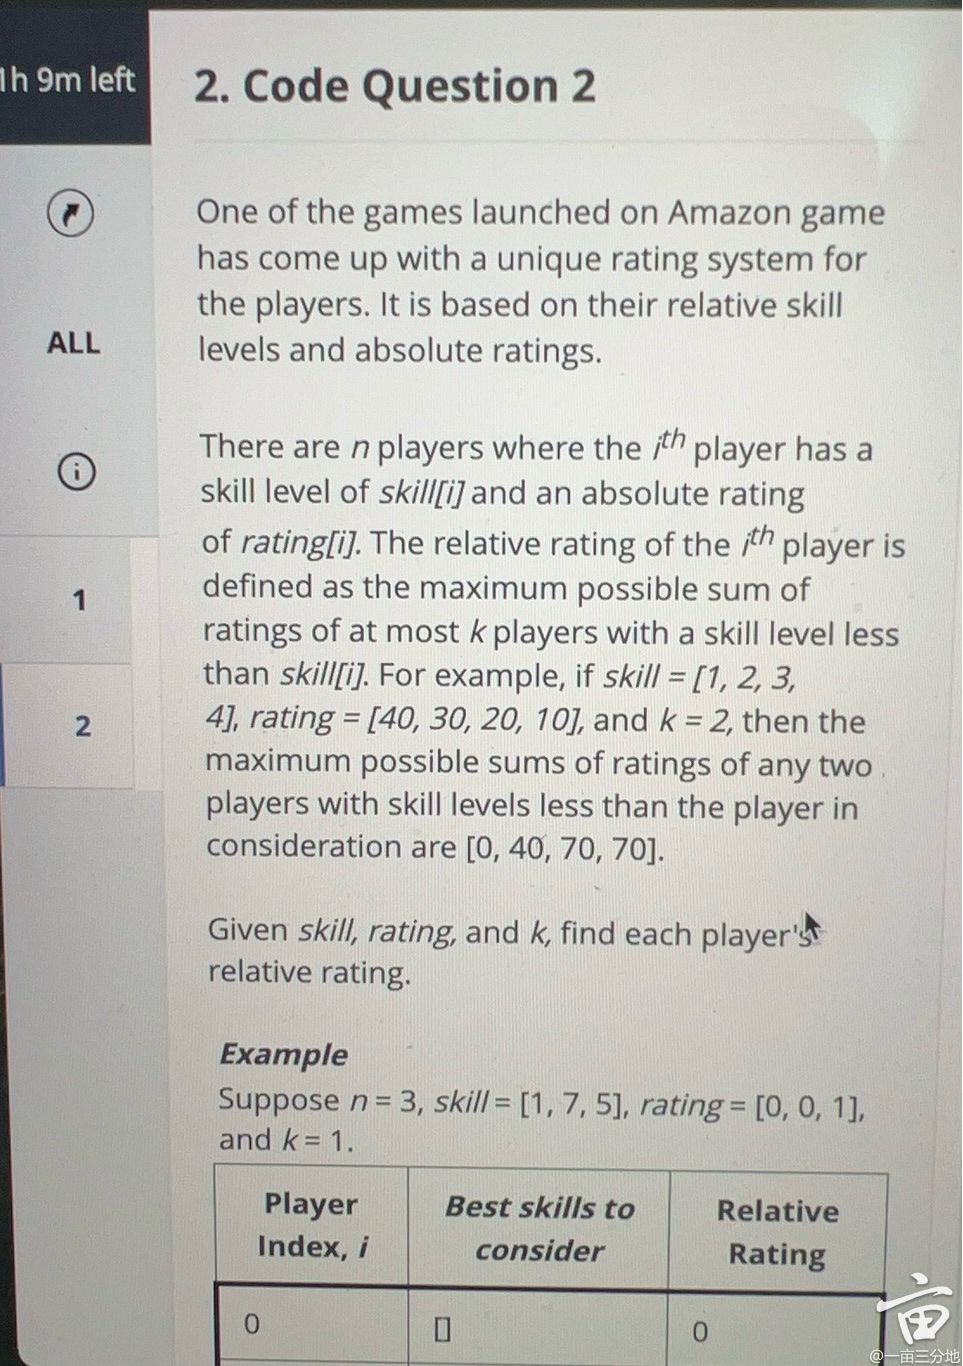 1h 9m left
2. Code Question 2
One of the games launched on Amazon game
has come up with a unique rating system for
the players. It is based on their relative skill
levels and absolute ratings.
ALL
There are n players where the ith player has a
skill level of skill[i] and an absolute rating
of rating[i]. The relative rating of the ith player is
defined as the maximum possible sum of
ratings of at most k players with a skill level less
than skill[i]. For example, if skill = [1, 2, 3,
4], rating = [40, 30, 20, 10], and k = 2, then the
maximum possible sums of ratings of any two
players with skill levels less than the player in
consideration are [0, 40, 70, 70].
1
2
Given skill, rating, and k, find each player's
relative rating.
Example
Suppose n = 3, skill = [1, 7, 5], rating = [0, 0, 1],
and k = 1.
Player Index, i
Best skills to consider
Relative Rating
0 [] 0
亩
@一亩三分地